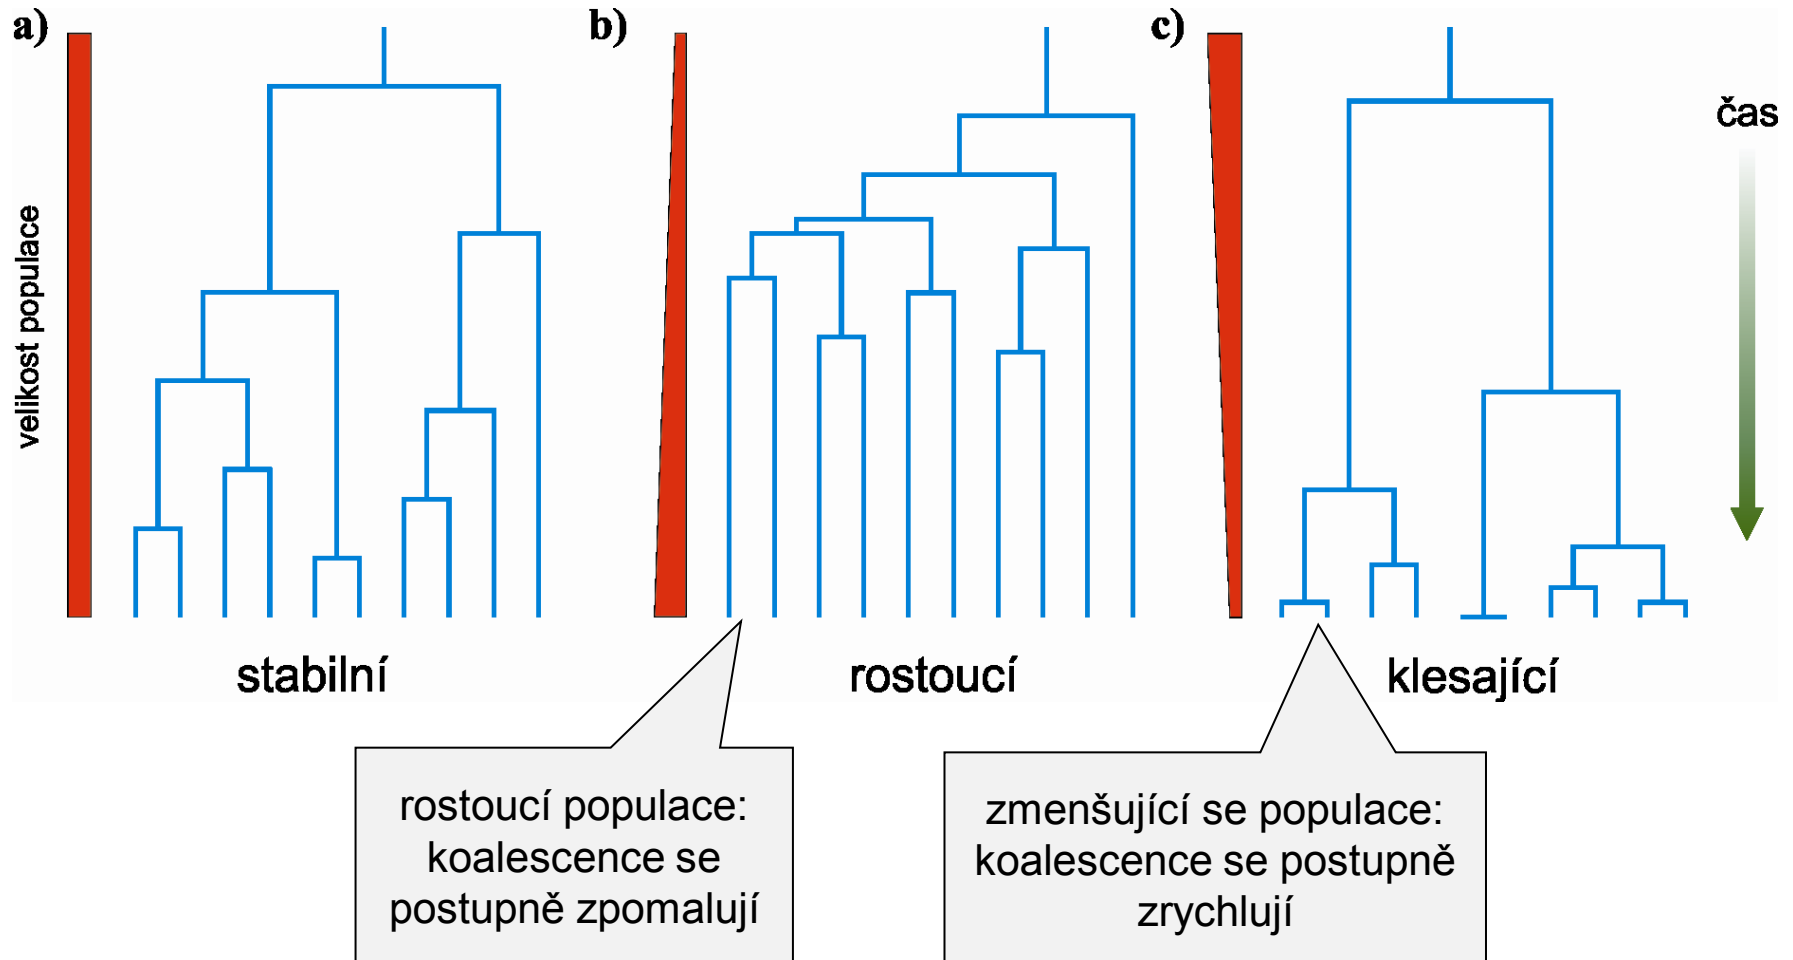 a)
b)
c)
čas
velikost populace
stabilní
rostoucí
klesající
rostoucí populace:
koalescence se
postupně zpomalují
zmenšující se populace:
koalescence se postupně
zrychlují